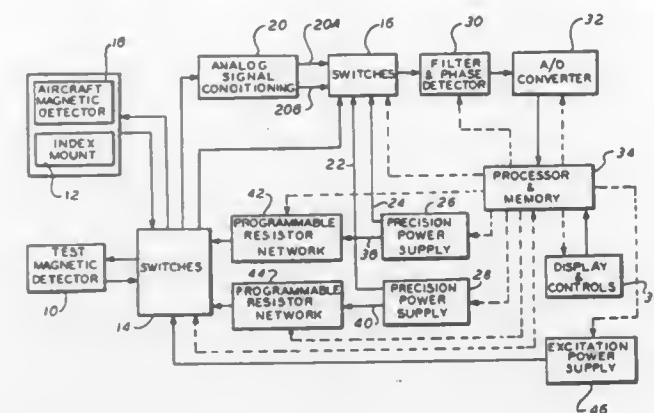 18
AIRCRAFT
MAGNETIC
DETECTOR
INDEX
MOUNT
12
TEST
MAGNETIC
DETECTOR
10
SWITCHES
14
20
20A
ANALOG
SIGNAL
CONDITIONING
20B
16
SWITCHES
30
FILTER
& PHASE
DETECTOR
32
A/D
CONVERTER
34
PROCESSOR
&
MEMORY
22
24
42
PROGRAMMABLE
RESISTOR
NETWORK
26
PRECISION
POWER
SUPPLY
38
44
PROGRAMMABLE
RESISTOR
NETWORK
28
PRECISION
POWER
SUPPLY
40
DISPLAY
& CONTROLS
3
EXCITATION
POWER
SUPPLY
46